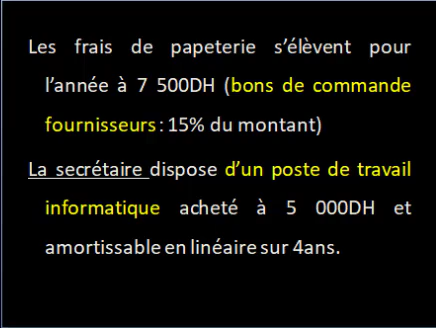 Les frais de papeterie s’élèvent pour
l’année à 7 500DH (bons de commande
fournisseurs : 15% du montant)
La secrétaire dispose d’un poste de travail
informatique acheté à 5 000DH et
amortissable en linéaire sur 4ans.